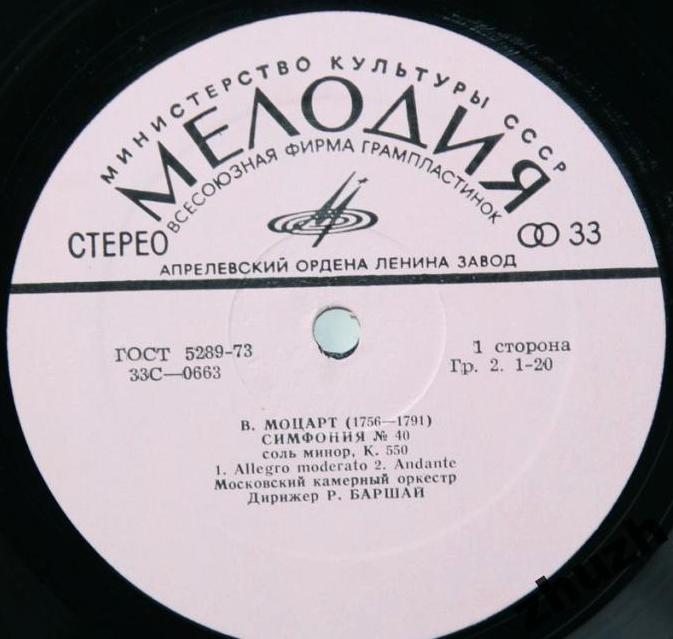 МИНИСТЕРСТВО КУЛЬТУРЫ СССР
МЕЛОДИЯ
ВСЕСОЮЗНАЯ ФИРМА ГРАМПЛАСТИНОК
СТЕРЕО 33
АПРЕЛЕВСКИЙ ОРДЕНА ЛЕНИНА ЗАВОД
ГОСТ 5289-73 1 сторона
33С—0663 Гр. 2. 1-20
В. МОЦАРТ (1756—1791)
СИМФОНИЯ № 40
соль минор, К. 550
1. Allegro moderato 2. Andante
Московский камерный оркестр
Дирижер Р. БАРШАЙ
zhuzh